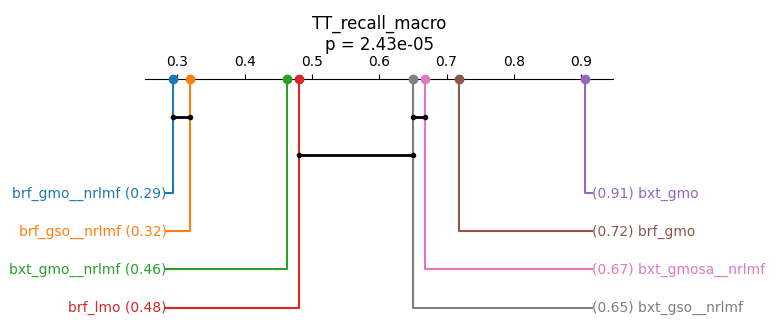 TT_recall_macro
p = 2.43e-05
0.3 0.4 0.5 0.6 0.7 0.8 0.9
brf_gmo__nrlmf (0.29) (0.91) bxt_gmo
brf_gso__nrlmf (0.32) (0.72) brf_gmo
bxt_gmo__nrlmf (0.46) (0.67) bxt_gmosa__nrlmf
brf_lmo (0.48) (0.65) bxt_gso__nrlmf